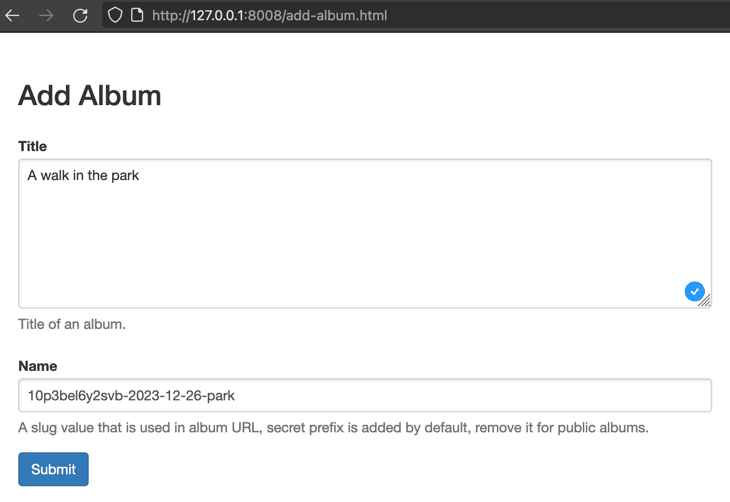 http://127.0.0.1:8008/add-album.html
Add Album
Title
A walk in the park
Title of an album.
Name
10p3bel6y2svb-2023-12-26-park
A slug value that is used in album URL, secret prefix is added by default, remove it for public albums.
Submit